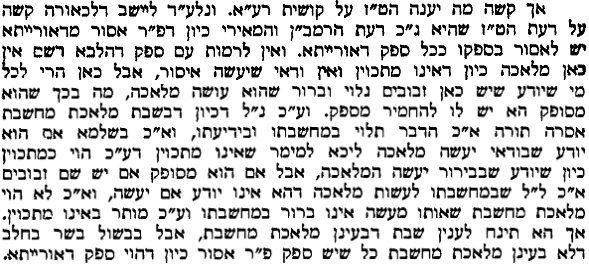 אך קשה מה יענה הט"ז על קושית רע"א. ונלע"ד ליישב דלכאורה קשה
על דעת הט"ז שהיא ג"כ דעת הרמב"ן והמאירי כיון דפ"ר אסור מדאורייתא
יש לאסור בספקו ככל ספק דאורייתא. ואין לדמות עם ספק דהלבא דשם אין
כאן מלאכה כיון דאינו מתכוין ואין ודאי שיעשה איסור, אבל כאן הרי לכל
מי שיודע שיש כאן זבובים גלוי וברור שהוא עושה מלאכה, מה בכך שהוא
מסופק הא יש לו להחמיר מספק. וע"כ נ"ל דכיון דבשבת מלאכת מחשבת
אסרה תורה א"כ הדבר תלוי במחשבתו ובידיעתו, וא"כ בשלמא אם הוא
יודע שבודאי יעשה מלאכה ליכא למימר שאינו מתכוין דע"כ הוי כמתכוין
כיון שיודע שבבירור יעשה המלאכה, אבל אם הוא מסופק אם יש שם זבובים
א"כ ל"ל שבמחשבתו לעשות מלאכה דהא אינו יודע אם יעשה, וא"כ לא הוי
מלאכת מחשבת שאותו מעשה אינו ברור במחשבתו וע"כ מותר באינו מתכוין.
אך הא תינח לענין שבת דבעינן מלאכת מחשבת, אבל בבשול בשר בחלב
דלא בעינן מלאכת מחשבת כל שיש ספק פ"ר אסור כיון דהוי ספק דאורייתא.